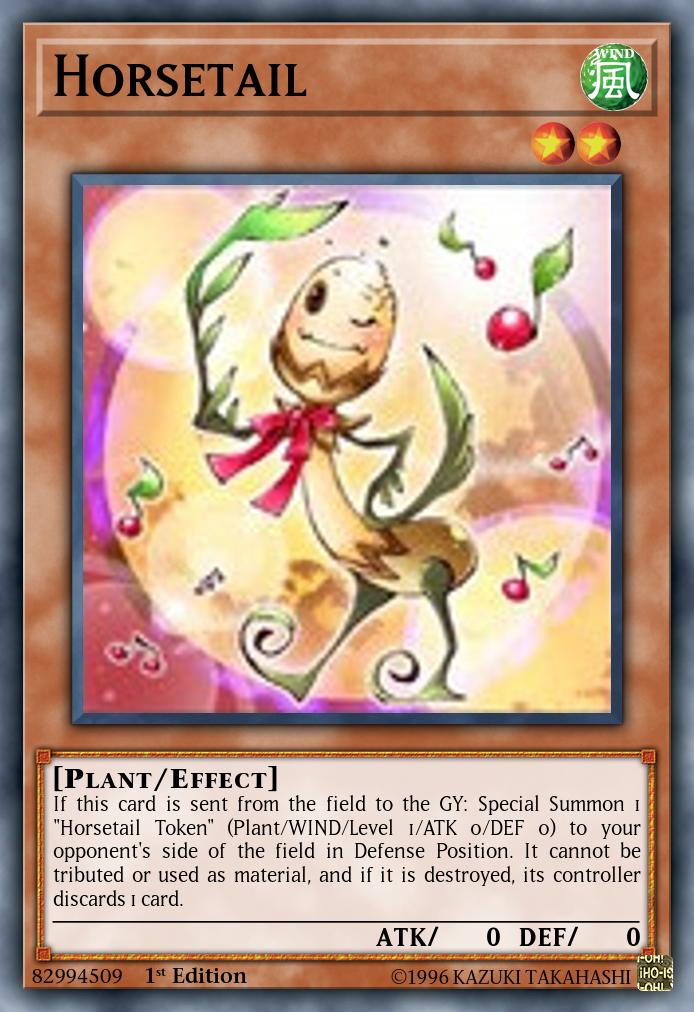 HORSETAIL
WIND
風
[PLANT/EFFECT]
If this card is sent from the field to the GY: Special Summon 1
"Horsetail Token" (Plant/WIND/Level 1/ATK 0/DEF 0) to your
opponent's side of the field in Defense Position. It cannot be
tributed or used as material, and if it is destroyed, its controller
discards 1 card.
ATK/ 0 DEF/ 0
82994509 1st Edition ©1996 KAZUKI TAKAHASHI